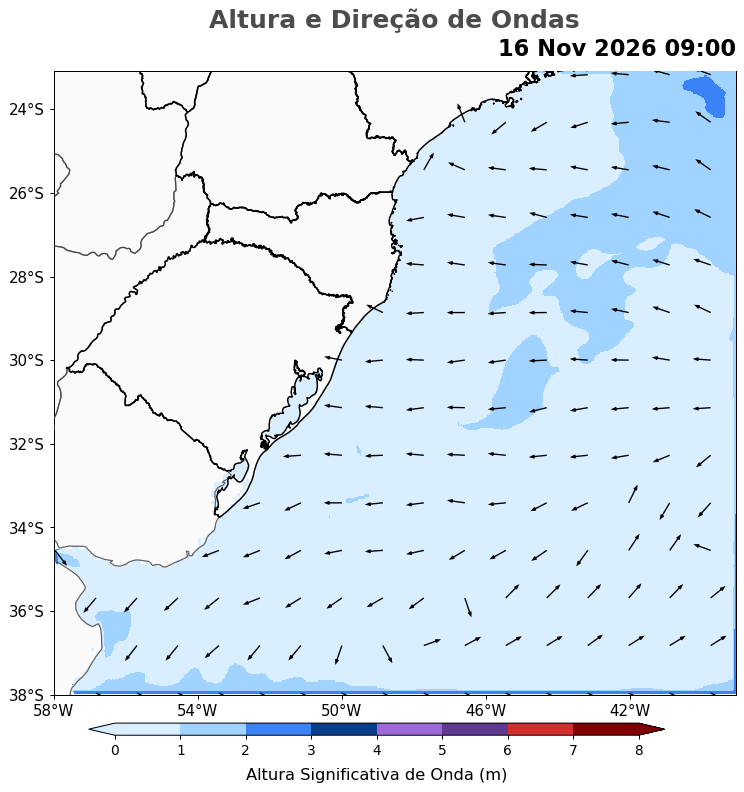 Altura e Direção de Ondas
16 Nov 2026 09:00
24°S
26°S
28°S
30°S
32°S
34°S
36°S
38°S
58°W 54°W 50°W 46°W 42°W
0 1 2 3 4 5 6 7 8
Altura Significativa de Onda (m)